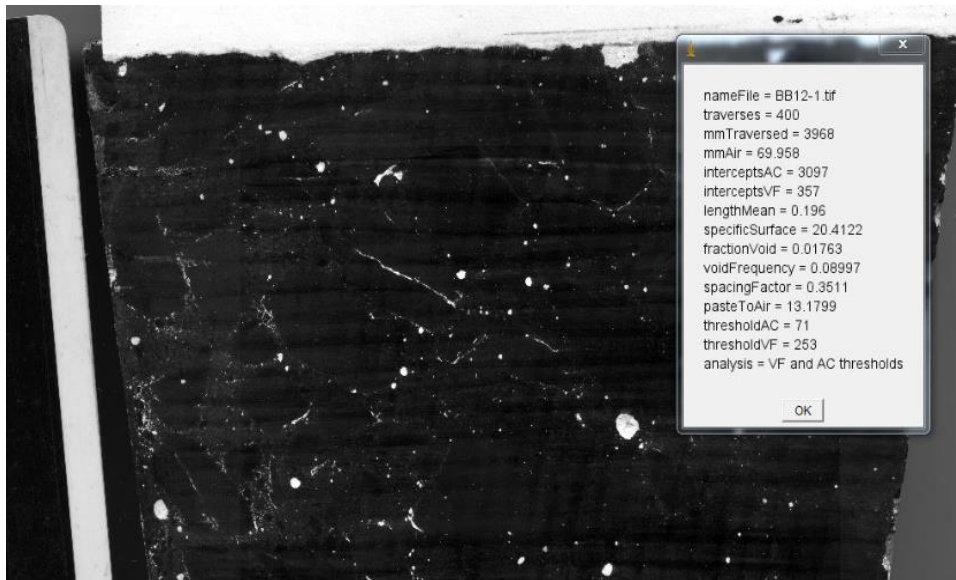 x
nameFile = BB12-1.tif
traverses = 400
mmTraversed = 3968
mmAir = 69.958
interceptsAC = 3097
interceptsVF = 357
lengthMean = 0.196
specificSurface = 20.4122
fractionVoid = 0.01763
voidFrequency = 0.08997
spacingFactor = 0.3511
pasteToAir = 13.1799
thresholdAC = 71
thresholdVF = 253
analysis = VF and AC thresholds
OK